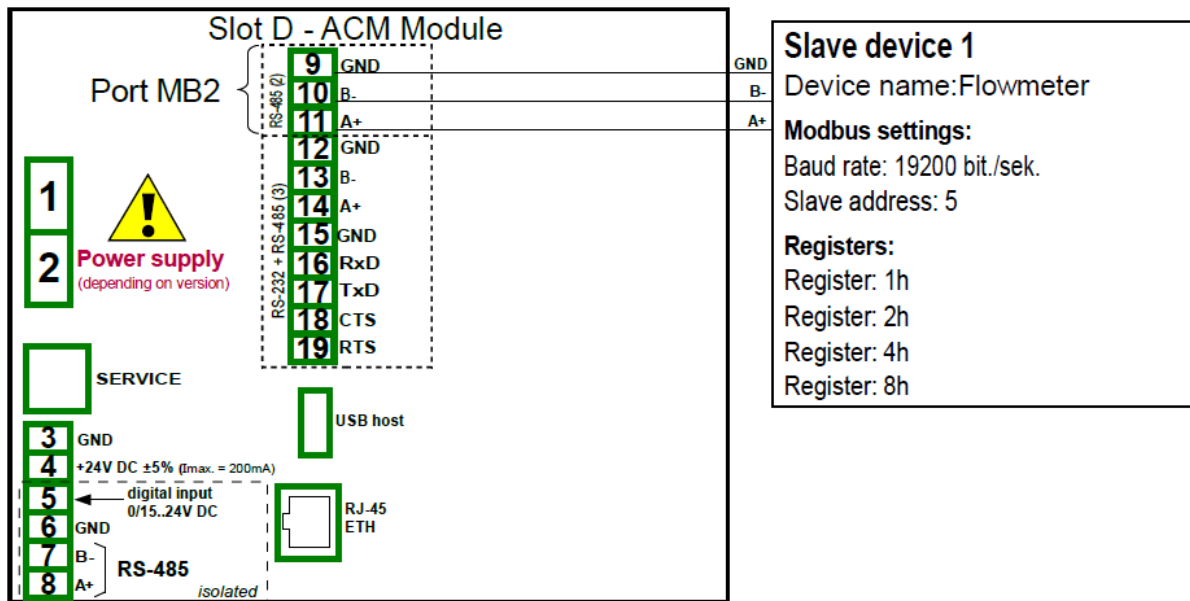 Slot D - ACM Module
Port MB2
RS-485 (2)
9 GND
10 B-
11 A+
RS-232 + RS-485 (3)
12 GND
13 B-
14 A+
15 GND
16 RxD
17 TxD
18 CTS
19 RTS
1
2
Power supply
(depending on version)
SERVICE
USB host
3 GND
4 +24V DC ±5% (Imax. = 200mA)
5 digital input
0/15..24V DC
6 GND
7 B-
8 A+
RS-485
isolated
RJ-45
ETH
GND
B-
A+
Slave device 1
Device name:Flowmeter
Modbus settings:
Baud rate: 19200 bit./sek.
Slave address: 5
Registers:
Register: 1h
Register: 2h
Register: 4h
Register: 8h